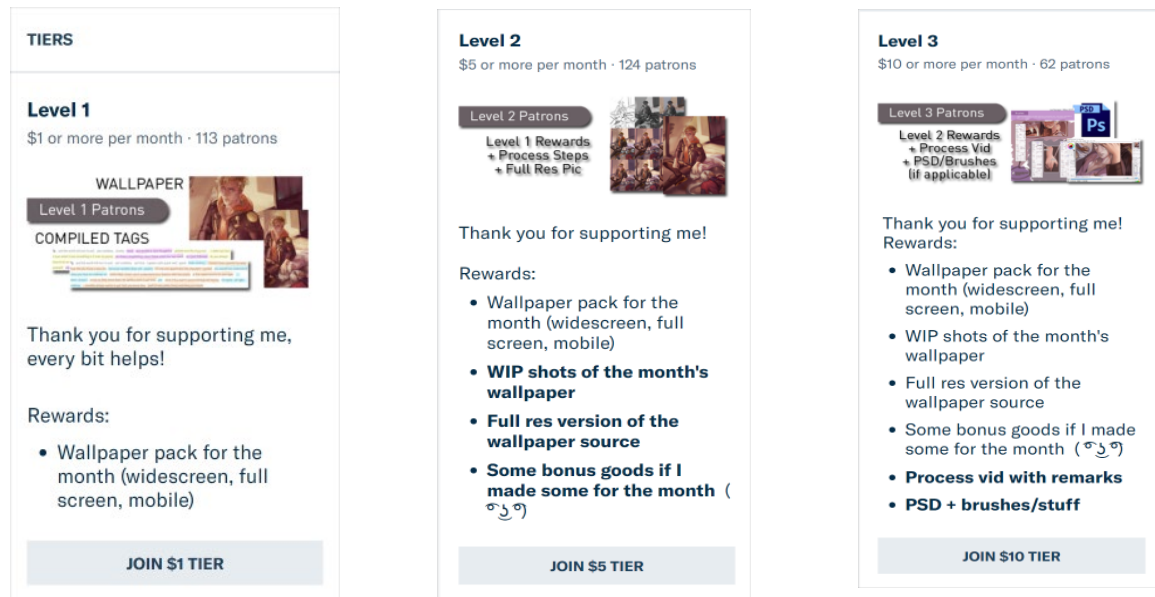 TIERS
Level 1
$1 or more per month · 113 patrons
WALLPAPER
Level 1 Patrons
COMPILED TAGS
Thank you for supporting me,
every bit helps!
Rewards:
• Wallpaper pack for the
month (widescreen, full
screen, mobile)
JOIN $1 TIER
Level 2
$5 or more per month · 124 patrons
Level 2 Patrons
Level 1 Rewards
+ Process Steps
+ Full Res Pic
Thank you for supporting me!
Rewards:
• Wallpaper pack for the
month (widescreen, full
screen, mobile)
• WIP shots of the month's
wallpaper
• Full res version of the
wallpaper source
• Some bonus goods if I
made some for the month ( 
͡° ͜ʖ ͡°)
JOIN $5 TIER
Level 3
$10 or more per month · 62 patrons
Level 3 Patrons
Level 2 Rewards
+ Process Vid
+ PSD/Brushes
(if applicable)
PSD
Ps
Thank you for supporting me!
Rewards:
• Wallpaper pack for the
month (widescreen, full
screen, mobile)
• WIP shots of the month's
wallpaper
• Full res version of the
wallpaper source
• Some bonus goods if I made
some for the month ( ͡° ͜ʖ ͡°)
• Process vid with remarks
• PSD + brushes/stuff
JOIN $10 TIER